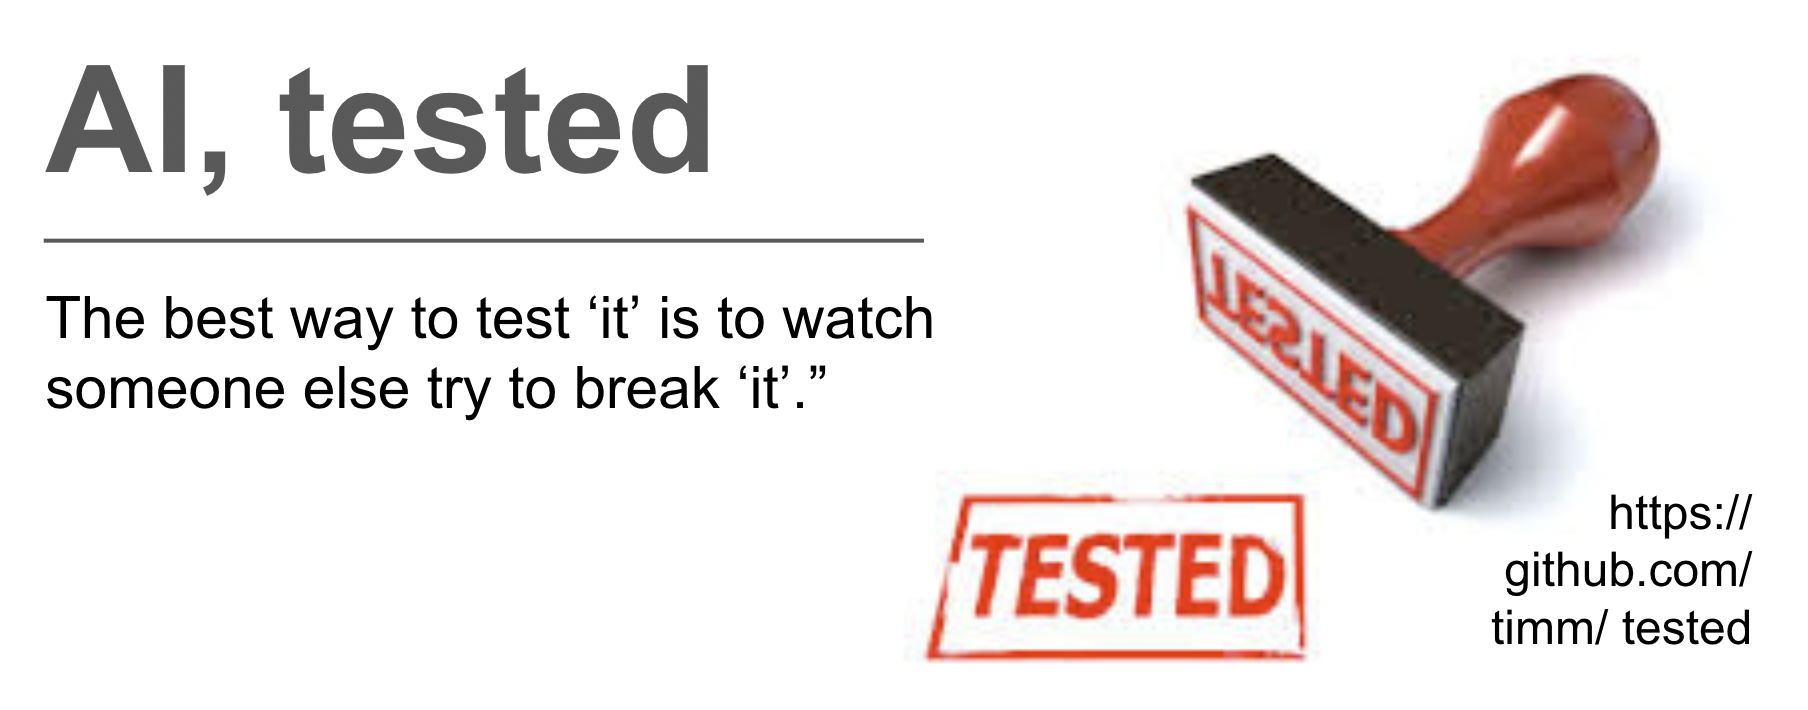 AI, tested
The best way to test ‘it’ is to watch
someone else try to break ‘it’.”
TESTED
TESTED
https://
github.com/
timm/ tested